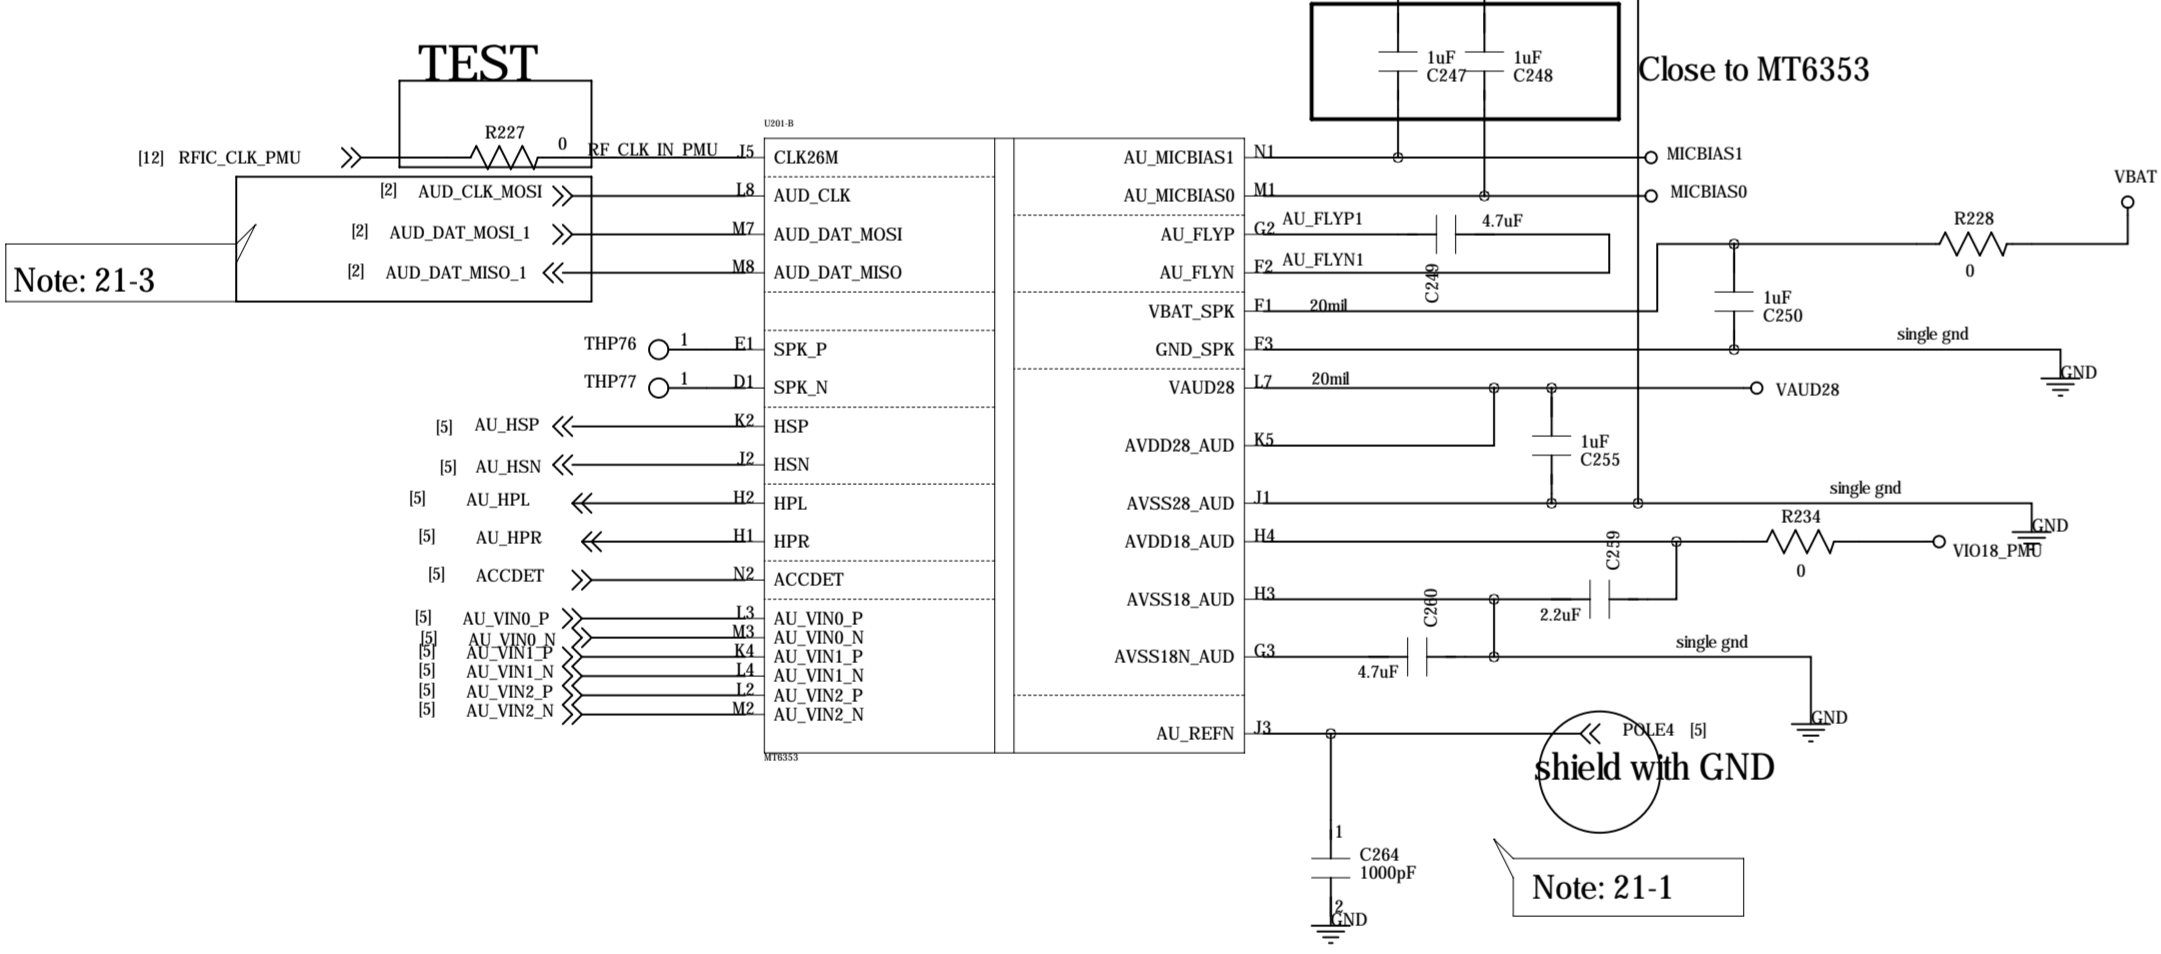 TEST
1uF
C247
1uF
C248
Close to MT6353
U201-B
R227
0
[12] RFIC_CLK_PMU
RF_CLK_IN_PMU
J5
CLK26M
AU_MICBIAS1
N1
MICBIAS1
[2] AUD_CLK_MOSI
L8
AUD_CLK
AU_MICBIAS0
M1
MICBIAS0
VBAT
[2] AUD_DAT_MOSI_1
M7
AUD_DAT_MOSI
AU_FLYP
G2
AU_FLYP1
4.7uF
R228
0
Note: 21-3
[2] AUD_DAT_MISO_1
M8
AUD_DAT_MISO
AU_FLYN
F2
AU_FLYN1
C249
VBAT_SPK
F1
20mil
1uF
C250
THP76
1
E1
SPK_P
GND_SPK
F3
single gnd
GND
THP77
1
D1
SPK_N
VAUD28
L7
20mil
VAUD28
[5] AU_HSP
K2
HSP
AVDD28_AUD
K5
1uF
C255
[5] AU_HSN
J2
HSN
[5] AU_HPL
H2
HPL
AVSS28_AUD
J1
single gnd
GND
[5] AU_HPR
H1
HPR
AVDD18_AUD
H4
R234
0
VIO18_PMU
[5] ACCDET
N2
ACCDET
C259
2.2uF
AVSS18_AUD
H3
C260
4.7uF
[5] AU_VIN0_P
L3
AU_VIN0_P
[5] AU_VIN0_N
M3
AU_VIN0_N
[5] AU_VIN1_P
K4
AU_VIN1_P
AVSS18N_AUD
G3
single gnd
GND
[5] AU_VIN1_N
L4
AU_VIN1_N
[5] AU_VIN2_P
L2
AU_VIN2_P
[5] AU_VIN2_N
M2
AU_VIN2_N
AU_REFN
J3
POLE4 [5]
MT6353
shield with GND
1
C264
1000pF
2
GND
Note: 21-1